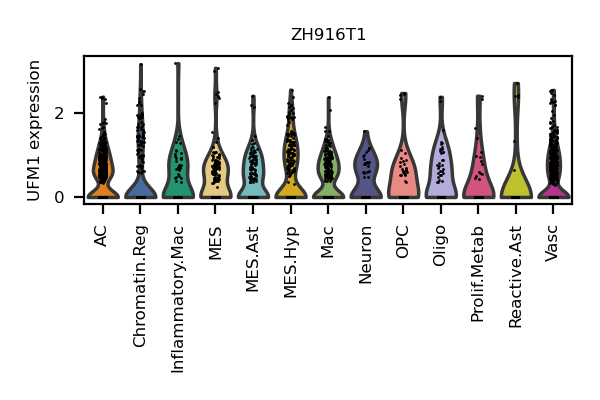 ZH916T1
UFM1 expression
2
0
AC
Chromatin.Reg
Inflammatory.Mac
MES
MES.Ast
MES.Hyp
Mac
Neuron
OPC
Oligo
Prolif.Metab
Reactive.Ast
Vasc